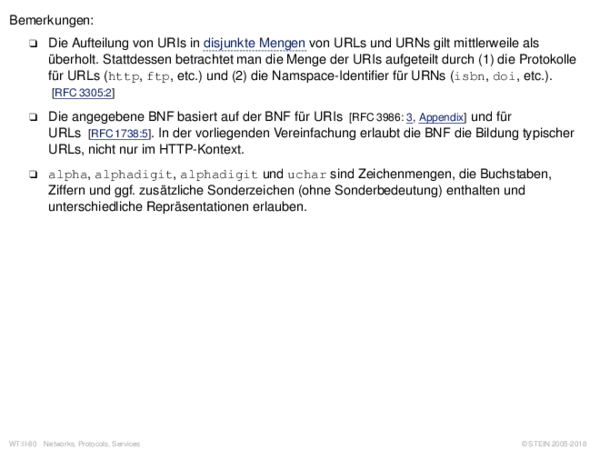 Bemerkungen:
❑ Die Aufteilung von URIs in disjunkte Mengen von URLs und URNs gilt mittlerweile als
überholt. Stattdessen betrachtet man die Menge der URIs aufgeteilt durch (1) die Protokolle
für URLs (http, ftp, etc.) und (2) die Namspace-Identifier für URNs (isbn, doi, etc.).
[RFC 3305:2]
❑ Die angegebene BNF basiert auf der BNF für URIs [RFC 3986: 3, Appendix] und für
URLs [RFC 1738:5]. In der vorliegenden Vereinfachung erlaubt die BNF die Bildung typischer
URLs, nicht nur im HTTP-Kontext.
❑ alpha, alphadigit, alphadigit und uchar sind Zeichenmengen, die Buchstaben,
Ziffern und ggf. zusätzliche Sonderzeichen (ohne Sonderbedeutung) enthalten und
unterschiedliche Repräsentationen erlauben.
WT:II-80 Networks, Protocols, Services
© STEIN 2005-2018